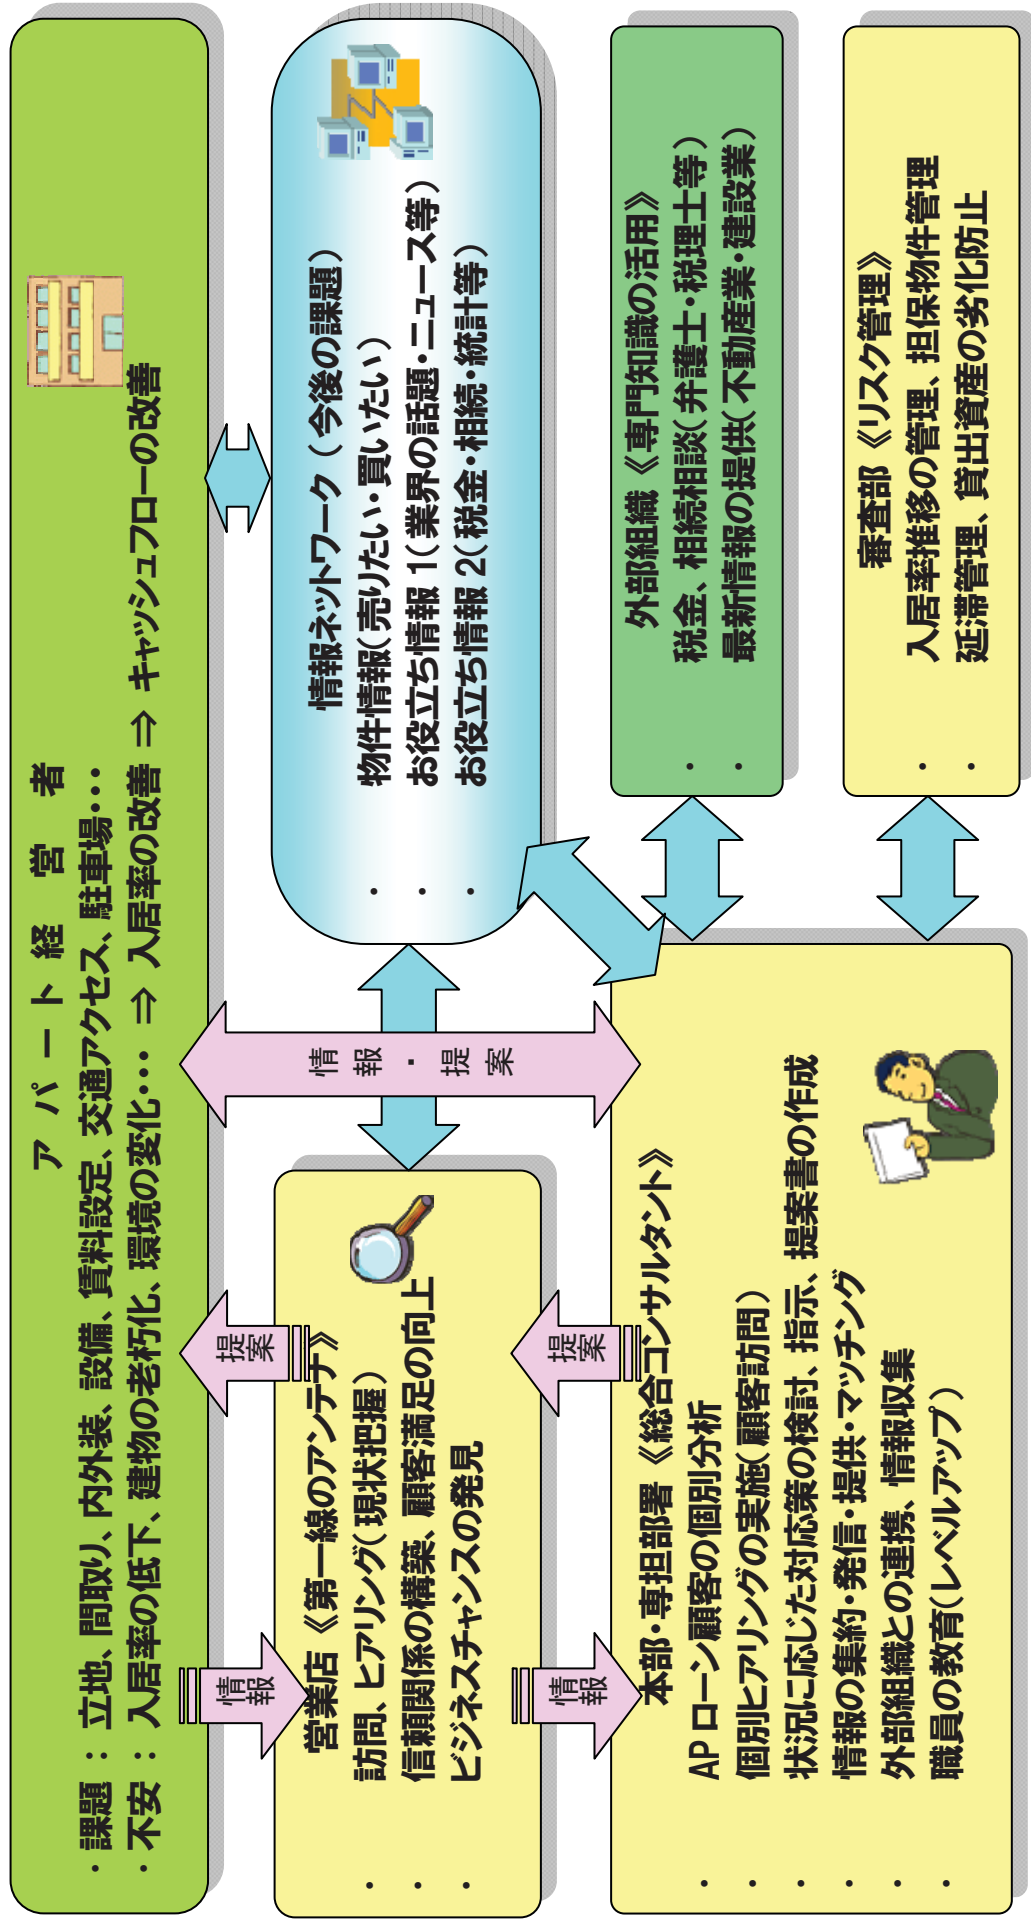 アパート経営者
・課題：立地、間取り、内外装、設備、賃料設定、交通アクセス、駐車場・・・
・不安：入居率の低下、建物の老朽化、環境の変化・・・ ⇒ 入居率の改善 ⇒ キャッシュフローの改善
情報
提案
情報・提案
営業店《第一線のアンテナ》
・訪問、ヒアリング（現状把握）
・信頼関係の構築、顧客満足の向上
・ビジネスチャンスの発見
情報ネットワーク（今後の課題）
・物件情報（売りたい・買いたい）
・お役立ち情報１（業界の話題・ニュース等）
・お役立ち情報２（税金・相続・統計等）
情報
提案
本部・専担部署《総合コンサルタント》
・APローン顧客の個別分析
・個別ヒアリングの実施（顧客訪問）
・状況に応じた対応策の検討、指示、提案書の作成
・情報の集約・発信・提供・マッチング
・外部組織との連携、情報収集
・職員の教育（レベルアップ）
外部組織《専門知識の活用》
・税金、相続相談（弁護士・税理士等）
・最新情報の提供（不動産業・建設業）
審査部《リスク管理》
・入居率推移の管理、担保物件管理
・延滞管理、貸出資産の劣化防止